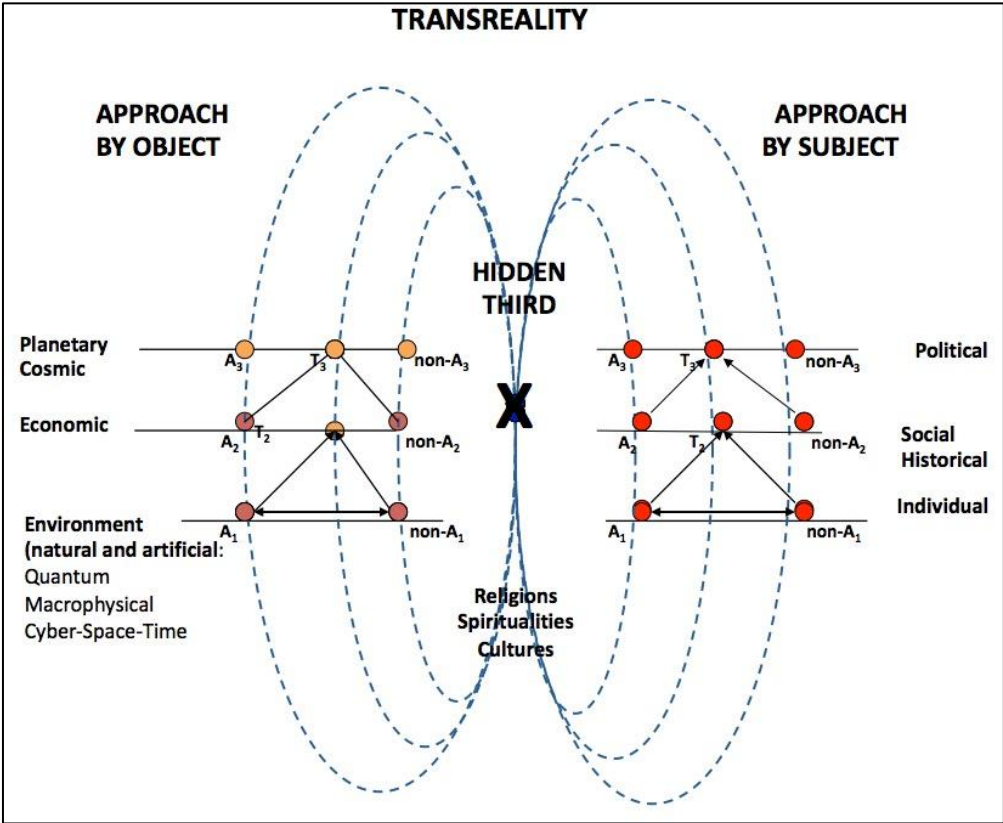 TRANSREALITY
APPROACH
BY OBJECT
APPROACH
BY SUBJECT
HIDDEN
THIRD
Planetary
Cosmic
A₃
T₃
non-A₃
A₃
T₃
non-A₃
Political
X
Economic
A₂
T₂
non-A₂
A₂
T₂
non-A₂
Social
Historical
Individual
A₁
non-A₁
A₁
non-A₁
Environment
(natural and artificial:
Quantum
Macrophysical
Cyber-Space-Time
Religions
Spiritualities
Cultures